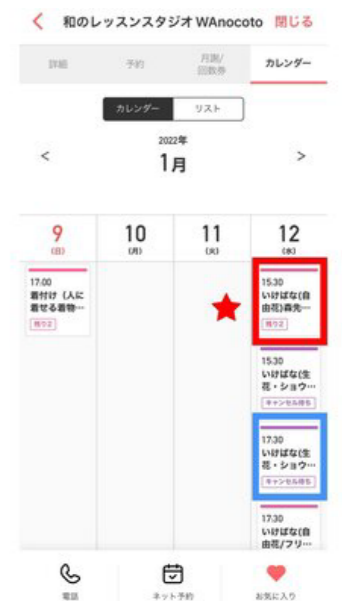 < 和のレッスンスタジオ WAnocoto 閉じる
詳細 予約 月謝/ カレンダー
回数券
カレンダー リスト
2022年
< 1月 >
9 10 11 12
(日) (月) (火) (水)
17:00
着付け（人に
着せる着物…
残り2
15:30
いけばな(自
由花)森先…
残り2
15:30
いけばな(生
花・ショウ…
キャンセル待ち
17:30
いけばな(生
花・ショウ…
キャンセル待ち
17:30
いけばな(自
由花/フリ…
電話 ネット予約 お気に入り